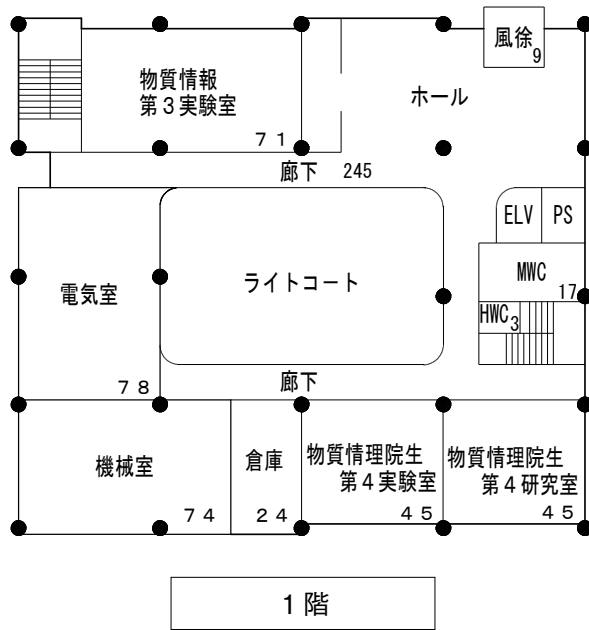 風徐
9
物質情報
第３実験室
７１
ホール
廊下 245
ELV
PS
電気室
７８
ライトコート
MWC
17
HWC
3
廊下
機械室
７４
倉庫
２４
物質情理院生
第４実験室
４５
物質情理院生
第４研究室
４５
１階